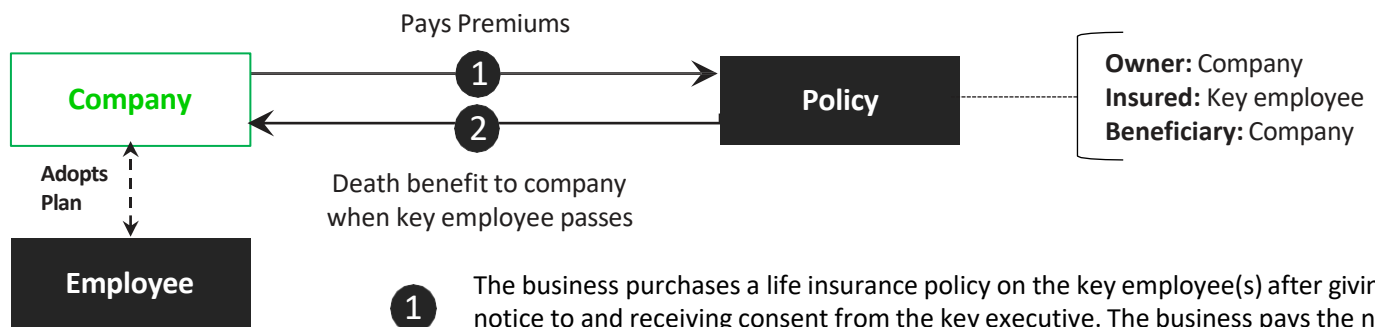 Pays Premiums
1
Company
Policy
Owner: Company
Insured: Key employee
Beneficiary: Company
2
Adopts
Plan
Death benefit to company
when key employee passes
Employee
1
The business purchases a life insurance policy on the key employee(s) after
notice to and receiving consent from the key executive. The business pays the